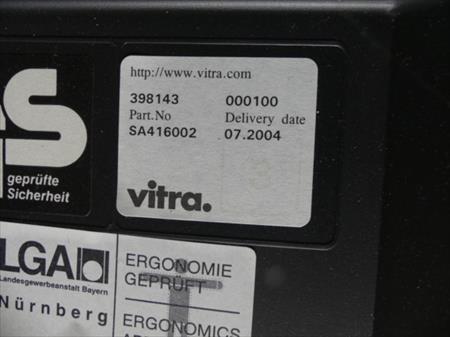 http://www.vitra.com
398143 000100
Part.No Delivery date
SA416002 07.2004
vitra.
GS
geprüfte
Sicherheit
LGA
Landesgewerbeanstalt Bayern
Nürnberg
ERGONOMIE
GEPRÜFT
ERGONOMICS